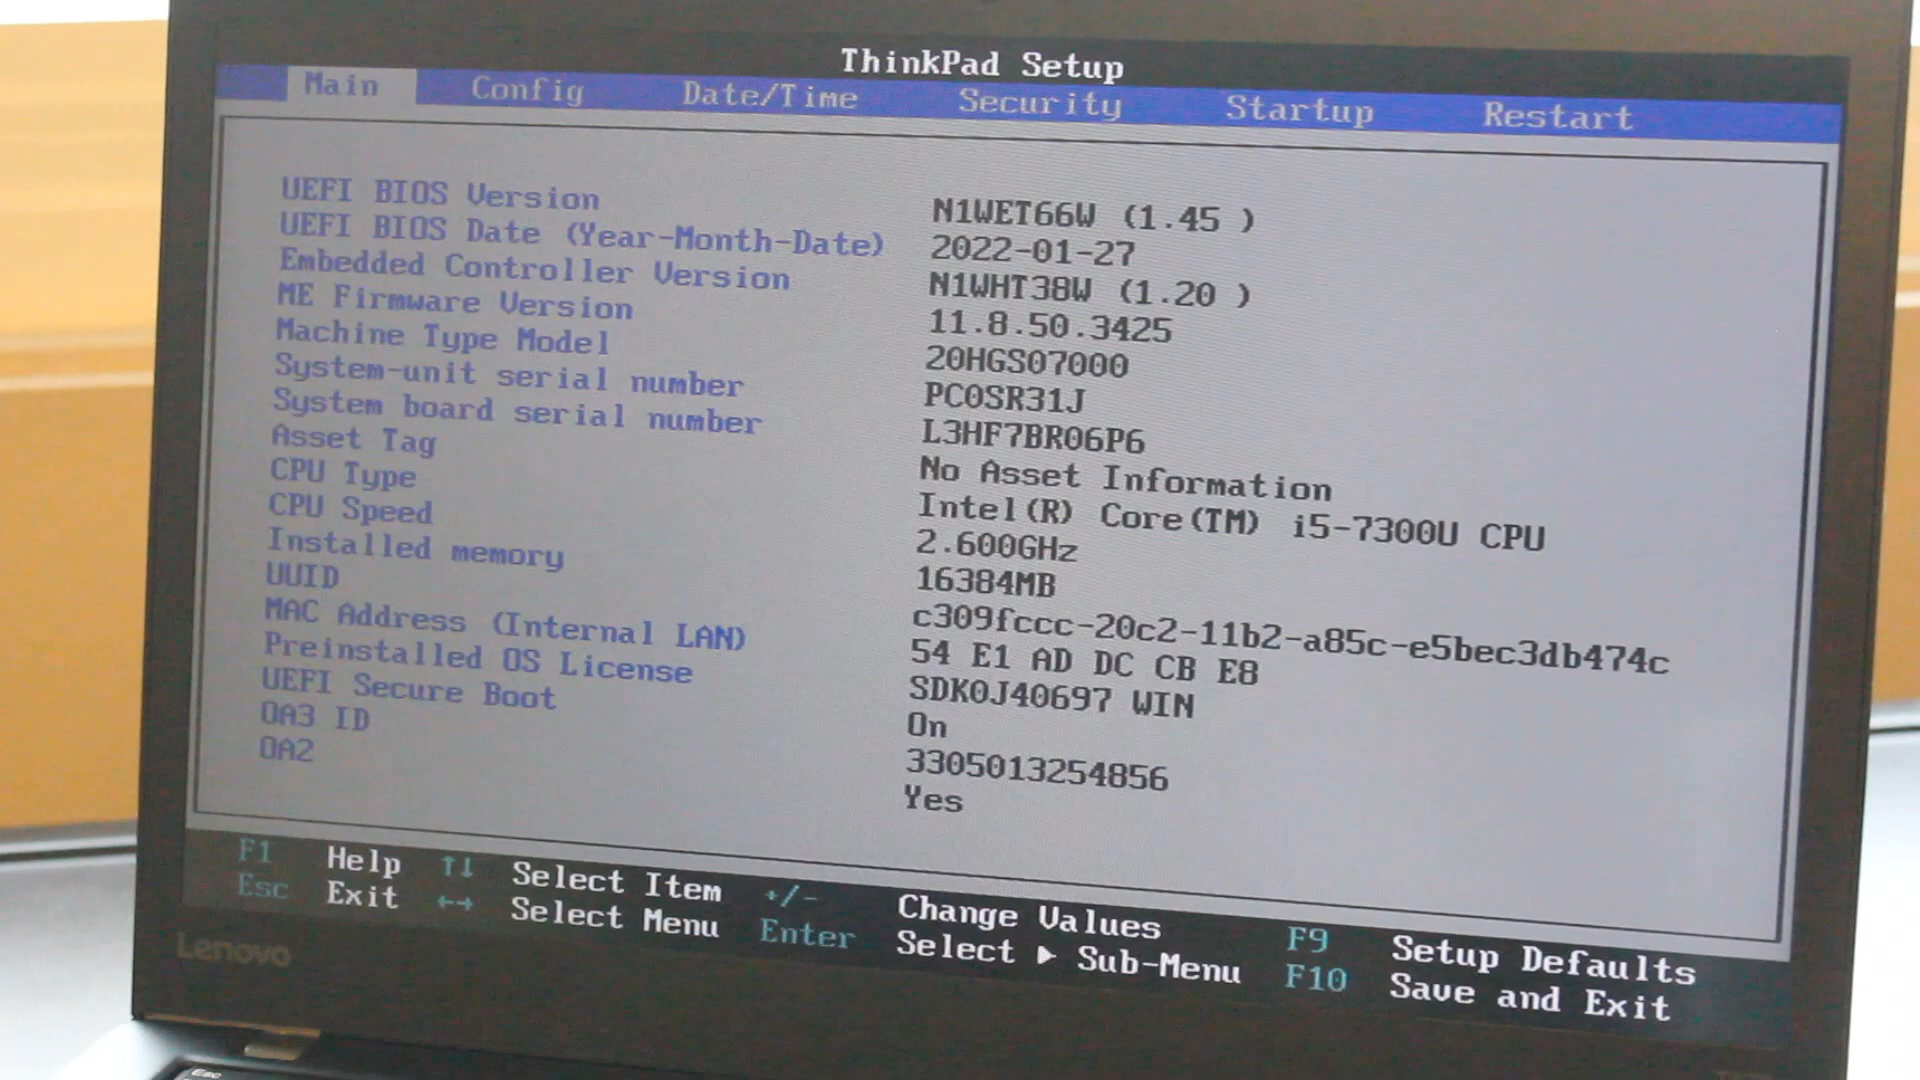 ThinkPad Setup
Main Config Date/Time Security Startup Restart
UEFI BIOS Version N1WET66W (1.45 )
UEFI BIOS Date (Year-Month-Date) 2022-01-27
Embedded Controller Version N1WHT38W (1.20 )
ME Firmware Version 11.8.50.3425
Machine Type Model 20HGS07000
System-unit serial number PC0SR31J
System board serial number L3HF7BR06P6
Asset Tag No Asset Information
CPU Type Intel(R) Core(TM) i5-7300U CPU
CPU Speed 2.600GHz
Installed memory 16384MB
UUID c309fccc-20c2-11b2-a85c-e5bec3db474c
MAC Address (Internal LAN) 54 E1 AD DC CB E8
Preinstalled OS License SDK0J40697 WIN
UEFI Secure Boot On
OA3 ID 3305013254856
OA2 Yes
F1 Help ↑↓ Select Item +/- Change Values F9 Setup Defaults
Esc Exit ←→ Select Menu Enter Select ▶ Sub-Menu F10 Save and Exit
Lenovo
Esc